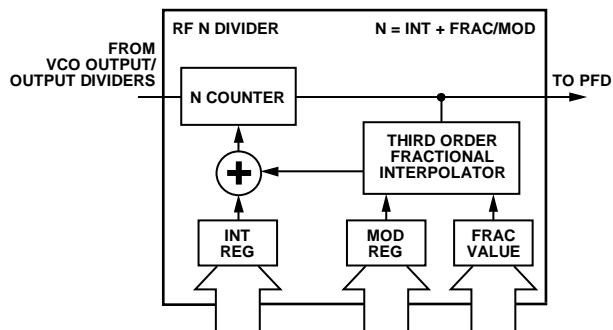 RF N DIVIDER
N = INT + FRAC/MOD
FROM
VCO OUTPUT/
OUTPUT DIVIDERS
TO PFD
N COUNTER
THIRD ORDER
FRACTIONAL
INTERPOLATOR
+
INT
REG
MOD
REG
FRAC
VALUE